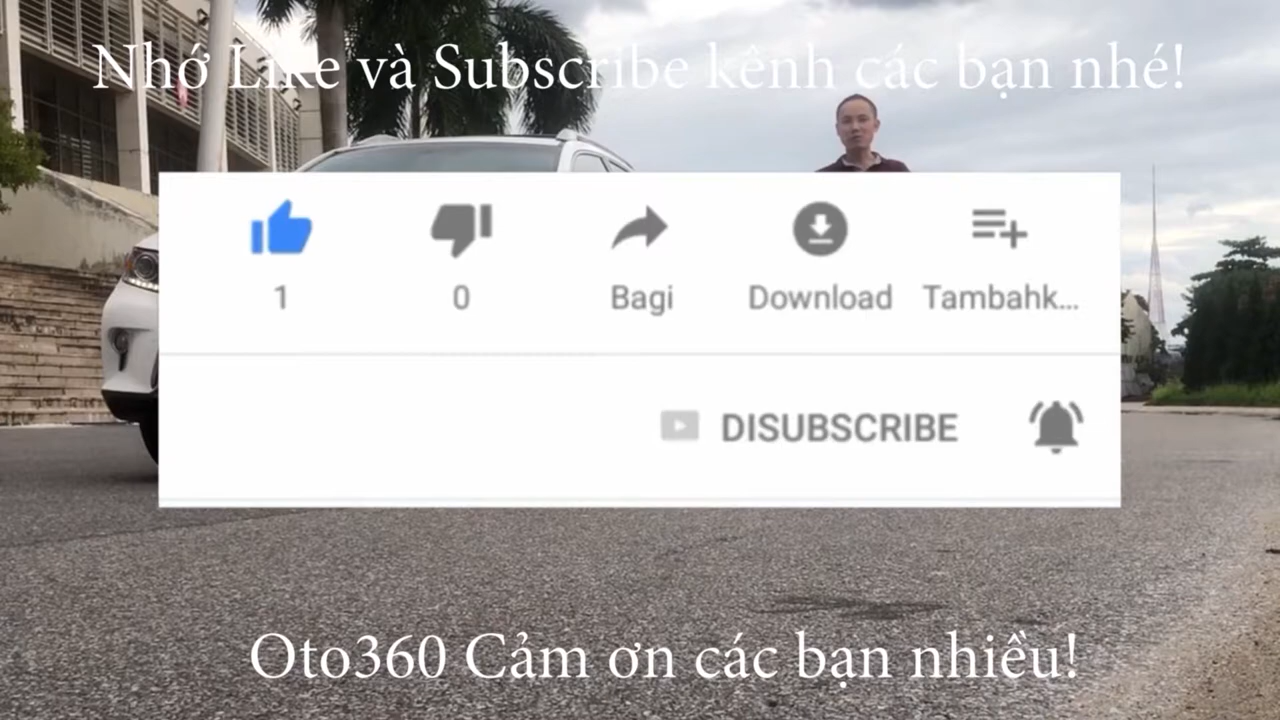 Nhớ Like và Subscribe kênh các bạn nhé!
1 0 Bagi Download Tambahk...
DISUBSCRIBE
Oto360 Cảm ơn các bạn nhiều!